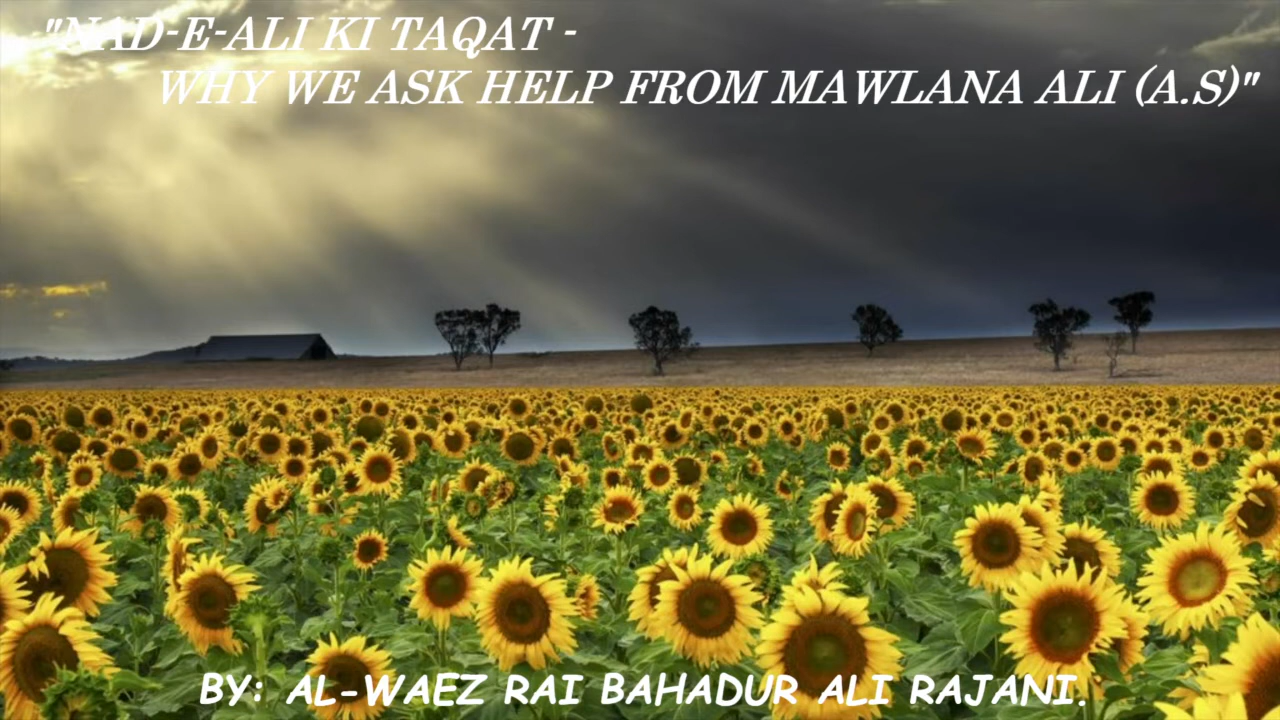 "NAD-E-ALI KI TAQAT -
WHY WE ASK HELP FROM MAWLANA ALI (A.S)"
BY: AL-WAEZ RAI BAHADUR ALI RAJANI.